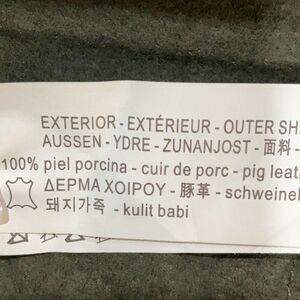 EXTERIOR - EXTÉRIEUR - OUTER
AUSSEN - YDRE - ZUNANJOST - 面料 -
100% piel porcina - cuir de porc - pig
ΔΕΡΜΑ ΧΟΙΡΟΥ - 豚革 -
돼지가죽 - kulit babi